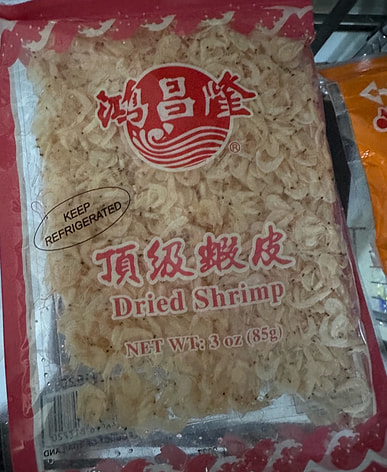 鴻昌隆
®
KEEP
REFRIGERATED
頂級蝦皮
Dried Shrimp
NET WT: 3 oz (85g)